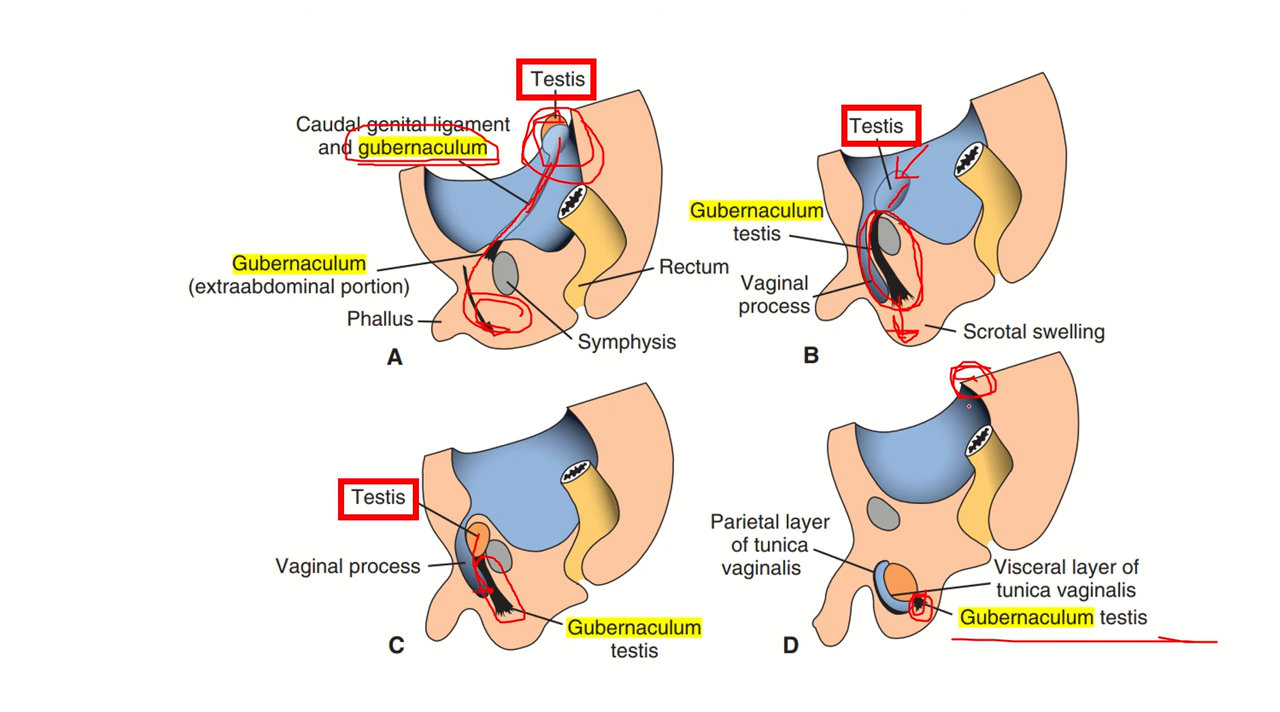 Testis
Caudal genital ligament
and gubernaculum
Gubernaculum
(extraabdominal portion)
Phallus
Rectum
Symphysis
A
Testis
Gubernaculum
testis
Vaginal
process
Scrotal swelling
B
Testis
Vaginal process
Gubernaculum
testis
C
Parietal layer
of tunica
vaginalis
Visceral layer of
tunica vaginalis
Gubernaculum testis
D